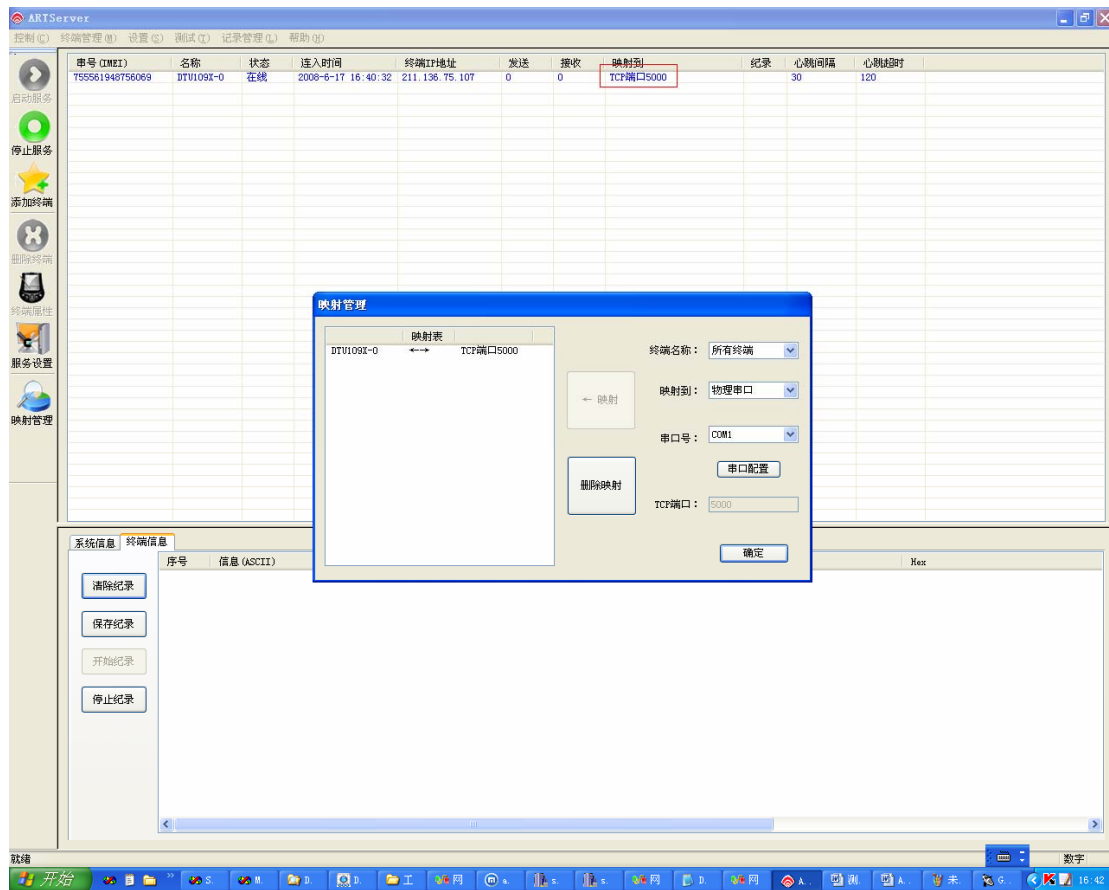 ARTServer
控制(C) 终端管理(M) 设置(S) 测试(T) 记录管理(L) 帮助(H)
串号(IMEI) 名称 状态 连入时间 终端IP地址 发送 接收 映射到 纪录 心跳间隔 心跳超时
755561948756069 DTU109X-0 在线 2008-6-17 16:40:32 211.136.75.107 0 0 TCP端口5000 30 120
启动服务
停止服务
添加终端
删除终端
终端属性
服务设置
映射管理
映射管理
映射表
DTU109X-0 ←→ TCP端口5000
终端名称： 所有终端
← 映射
映射到： 物理串口
串口号： COM1
串口配置
删除映射
TCP端口： 5000
确定
系统信息 终端信息
序号 信息(ASCII) Hex
清除纪录
保存纪录
开始纪录
停止纪录
就绪 数字
开始 S. M. D. D. 工 网 a. s. s. 网 D. 网 A.. 测. A.. 未. G.. 16:42